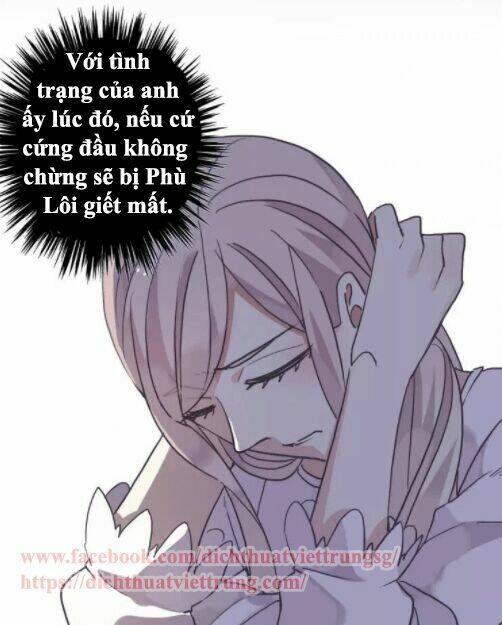 Với tình
trạng của anh
ấy lúc đó, nếu cứ
cứng đầu không
chừng sẽ bị Phù
Lôi giết mất.
www.facebook.com/dichthuatviettrungsg/
https://dichthuatviettrung.com/